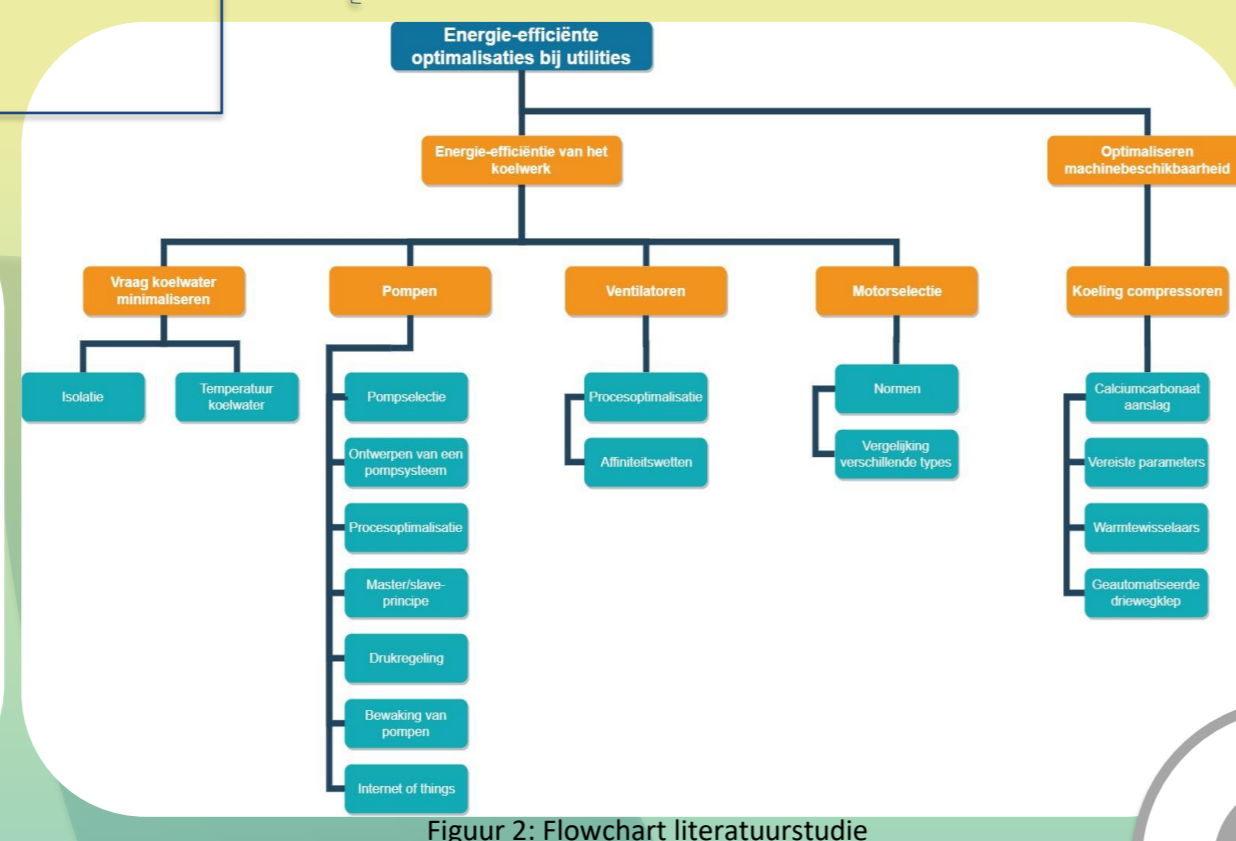 Energie-efficiënte
optimalisaties bij utilities
Energie-efficiëntie van het
koelwerk
Optimaliseren
machinebeschikbaarheid
Vraag koelwater
minimaliseren
Pompen
Ventilatoren
Motorselectie
Koeling compressoren
Isolatie
Temperatuur
koelwater
Pompselectie
Ontwerpen van een
pompsysteem
Procesoptimalisatie
Master/slave-
principe
Drukregeling
Bewaking van
pompen
Internet of things
Procesoptimalisatie
Affiniteitswetten
Normen
Vergelijking
verschillende types
Calciumcarbonaat
aanslag
Vereiste parameters
Warmtewisselaars
Geautomatiseerde
driewegklep
Figuur 2: Flowchart literatuurstudie